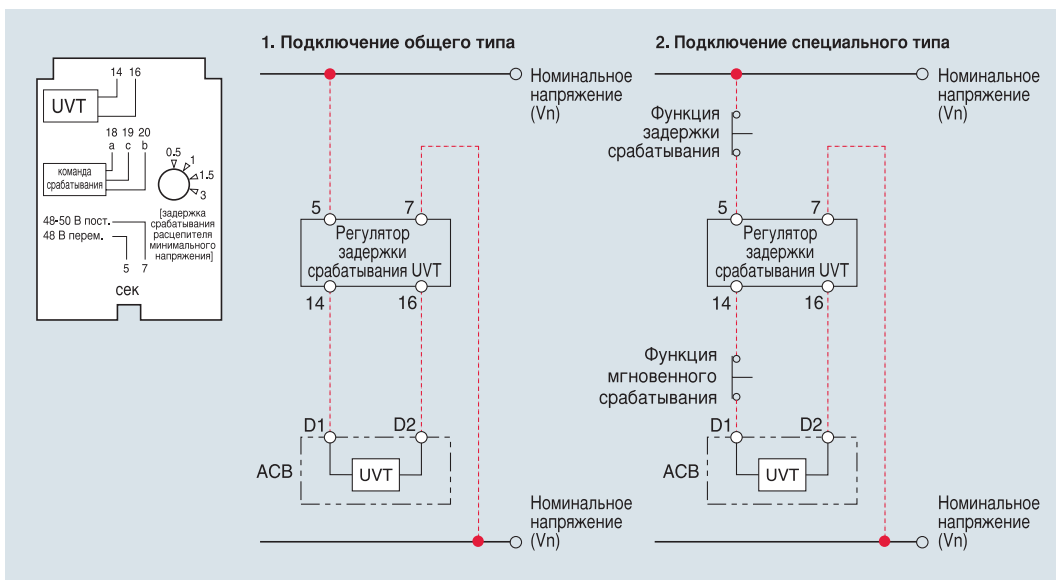 14 16
UVT
18 19 20
a c b
команда
срабатывания
0.5
1
1.5
3
48-50 В пост.
48 В перем.
5 7
[задержка
срабатывания
расцепителя
минимального
напряжения]
сек
1. Подключение общего типа
Номинальное
напряжение
(Vn)
5 7
Регулятор
задержки
срабатывания UVT
14 16
D1 D2
ACB
UVT
Номинальное
напряжение
(Vn)
2. Подключение специального типа
Номинальное
напряжение
(Vn)
Функция
задержки
срабатывания
5 7
Регулятор
задержки
срабатывания UVT
14 16
Функция
мгновенного
срабатывания
D1 D2
ACB
UVT
Номинальное
напряжение
(Vn)